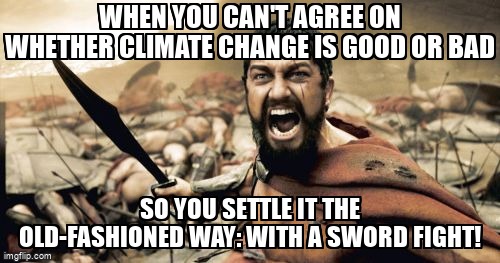 WHEN YOU CAN'T AGREE ON
WHETHER CLIMATE CHANGE IS GOOD OR BAD
SO YOU SETTLE IT THE
OLD-FASHIONED WAY: WITH A SWORD FIGHT!
imgflip.com